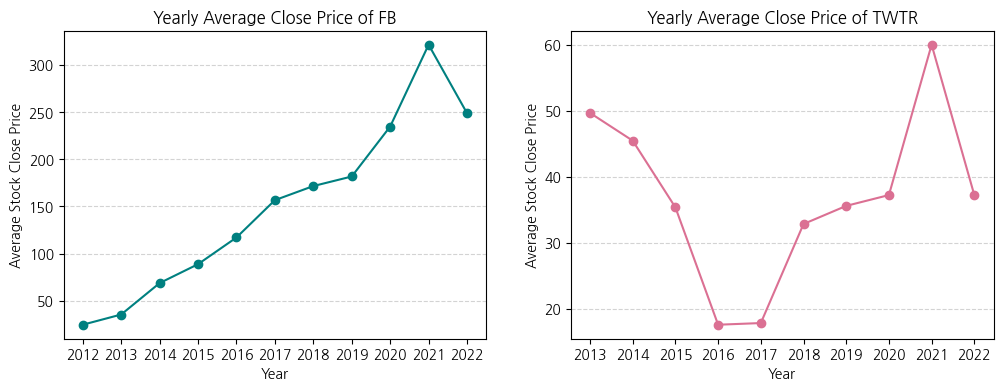 Yearly Average Close Price of FB
Average Stock Close Price
300
250
200
150
100
50
2012 2013 2014 2015 2016 2017 2018 2019 2020 2021 2022
Year
Yearly Average Close Price of TWTR
Average Stock Close Price
60
50
40
30
20
2013 2014 2015 2016 2017 2018 2019 2020 2021 2022
Year